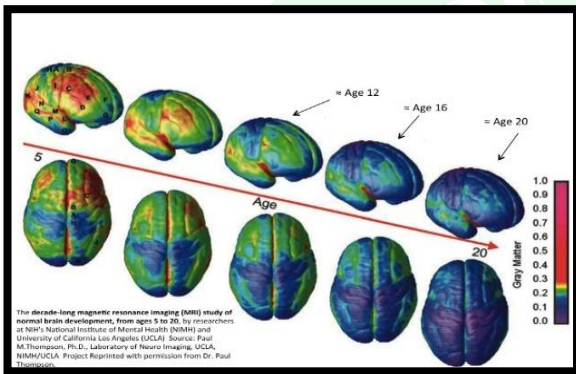 ≈ Age 12
≈ Age 16
≈ Age 20
5
Age
20
1.0
0.9
0.8
0.7
0.6
0.5
0.4
0.3
0.2
0.1
0.0
Gray Matter
The decade-long magnetic resonance imaging (MRI) study of
normal brain development, from ages 5 to 20, by researchers
at NIH's National Institute of Mental Health (NIMH) and
University of California Los Angeles (UCLA) Source: Paul
M.Thompson, Ph.D., Laboratory of Neuro Imaging, UCLA,
NIMH/UCLA Project Reprinted with permission from Dr. Paul
Thompson.